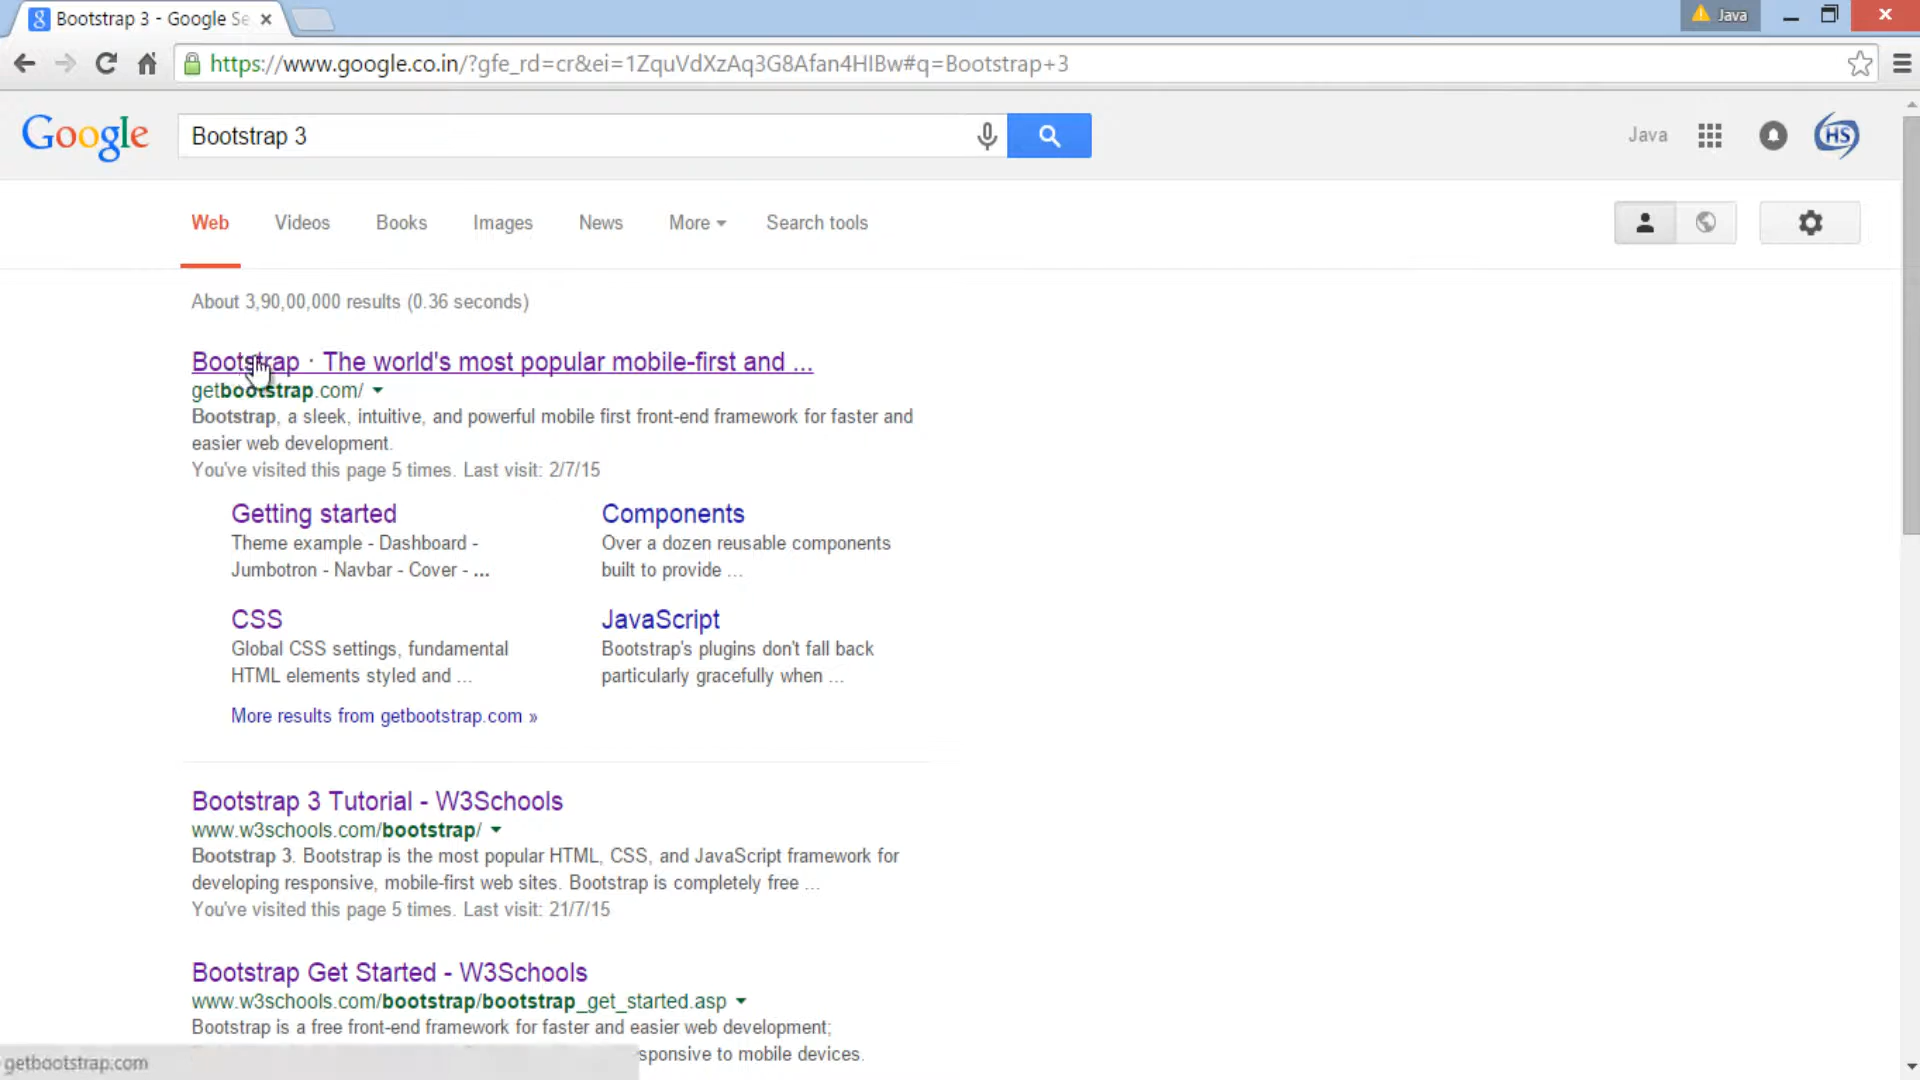 Bootstrap 3 - Google Se
Java
https://www.google.co.in/?gfe_rd=cr&ei=1ZquVdXzAq3G8Afan4HIBw#q=Bootstrap+3
Google
Bootstrap 3
Java
HS
Web
Videos
Books
Images
News
More
Search tools
About 3,90,00,000 results (0.36 seconds)
Bootstrap · The world's most popular mobile-first and ...
getbootstrap.com/
Bootstrap, a sleek, intuitive, and powerful mobile first front-end framework for faster and
easier web development.
You've visited this page 5 times. Last visit: 2/7/15
Getting started
Theme example - Dashboard -
Jumbotron - Navbar - Cover - ...
Components
Over a dozen reusable components
built to provide ...
CSS
Global CSS settings, fundamental
HTML elements styled and ...
JavaScript
Bootstrap's plugins don't fall back
particularly gracefully when ...
More results from getbootstrap.com »
Bootstrap 3 Tutorial - W3Schools
www.w3schools.com/bootstrap/
Bootstrap 3. Bootstrap is the most popular HTML, CSS, and JavaScript framework for
developing responsive, mobile-first web sites. Bootstrap is completely free ...
You've visited this page 5 times. Last visit: 21/7/15
Bootstrap Get Started - W3Schools
www.w3schools.com/bootstrap/bootstrap_get_started.asp
Bootstrap is a free front-end framework for faster and easier web development;
sponsive to mobile devices.
getbootstrap.com